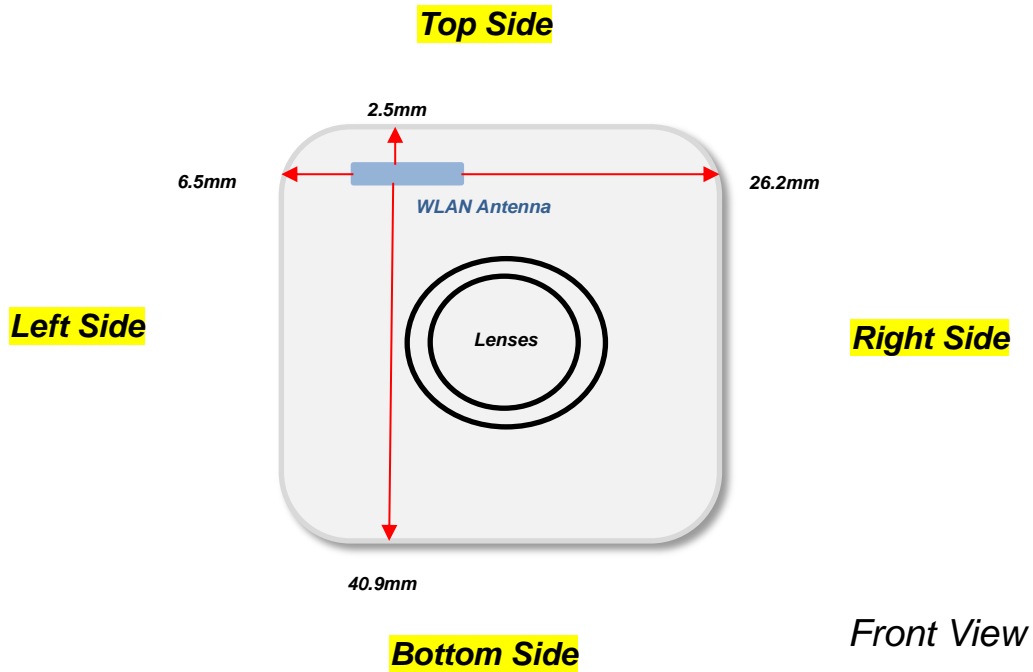 Top Side
2.5mm
6.5mm
26.2mm
WLAN Antenna
Left Side
Lenses
Right Side
40.9mm
Front View
Bottom Side